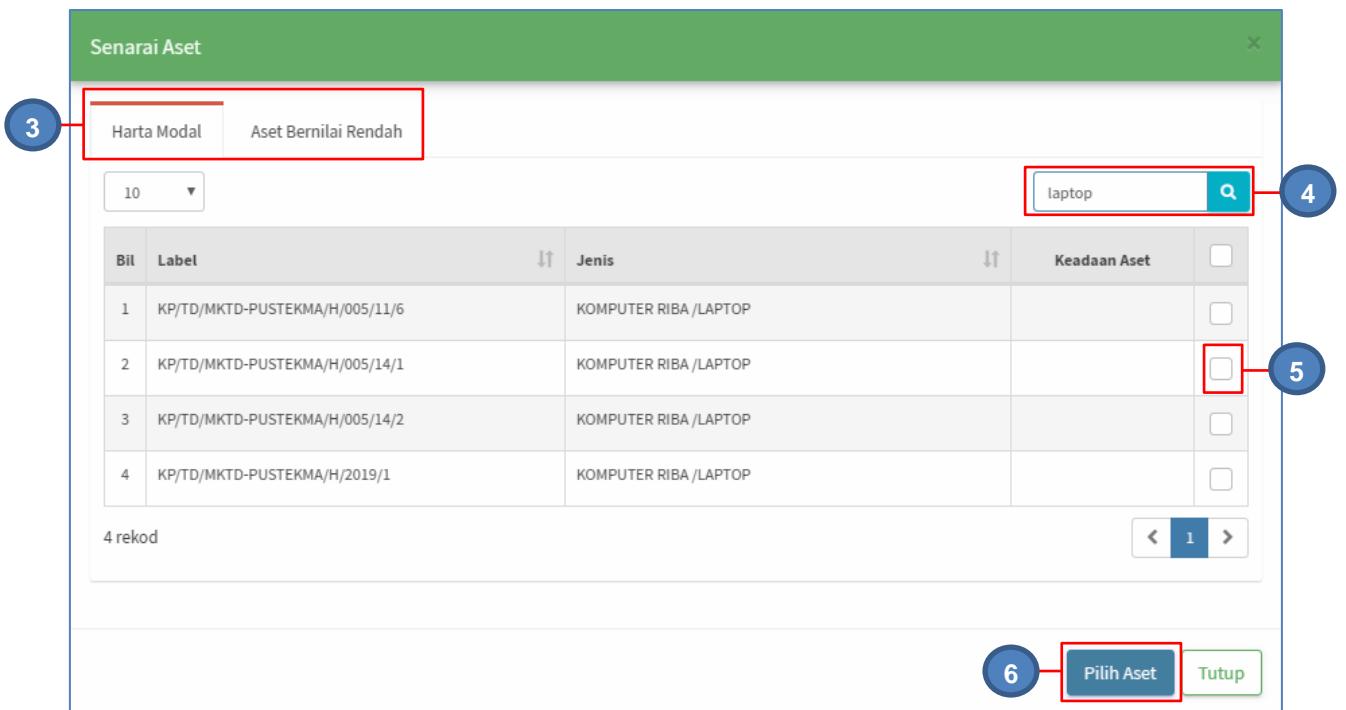 Senarai Aset ×
3 Harta Modal Aset Bernilai Rendah
10 laptop 4
Bil Label Jenis Keadaan Aset
1 KP/TD/MKTD-PUSTEKMA/H/005/11/6 KOMPUTER RIBA /LAPTOP
2 KP/TD/MKTD-PUSTEKMA/H/005/14/1 KOMPUTER RIBA /LAPTOP 5
3 KP/TD/MKTD-PUSTEKMA/H/005/14/2 KOMPUTER RIBA /LAPTOP
4 KP/TD/MKTD-PUSTEKMA/H/2019/1 KOMPUTER RIBA /LAPTOP
4 rekod 1
6 Pilih Aset Tutup